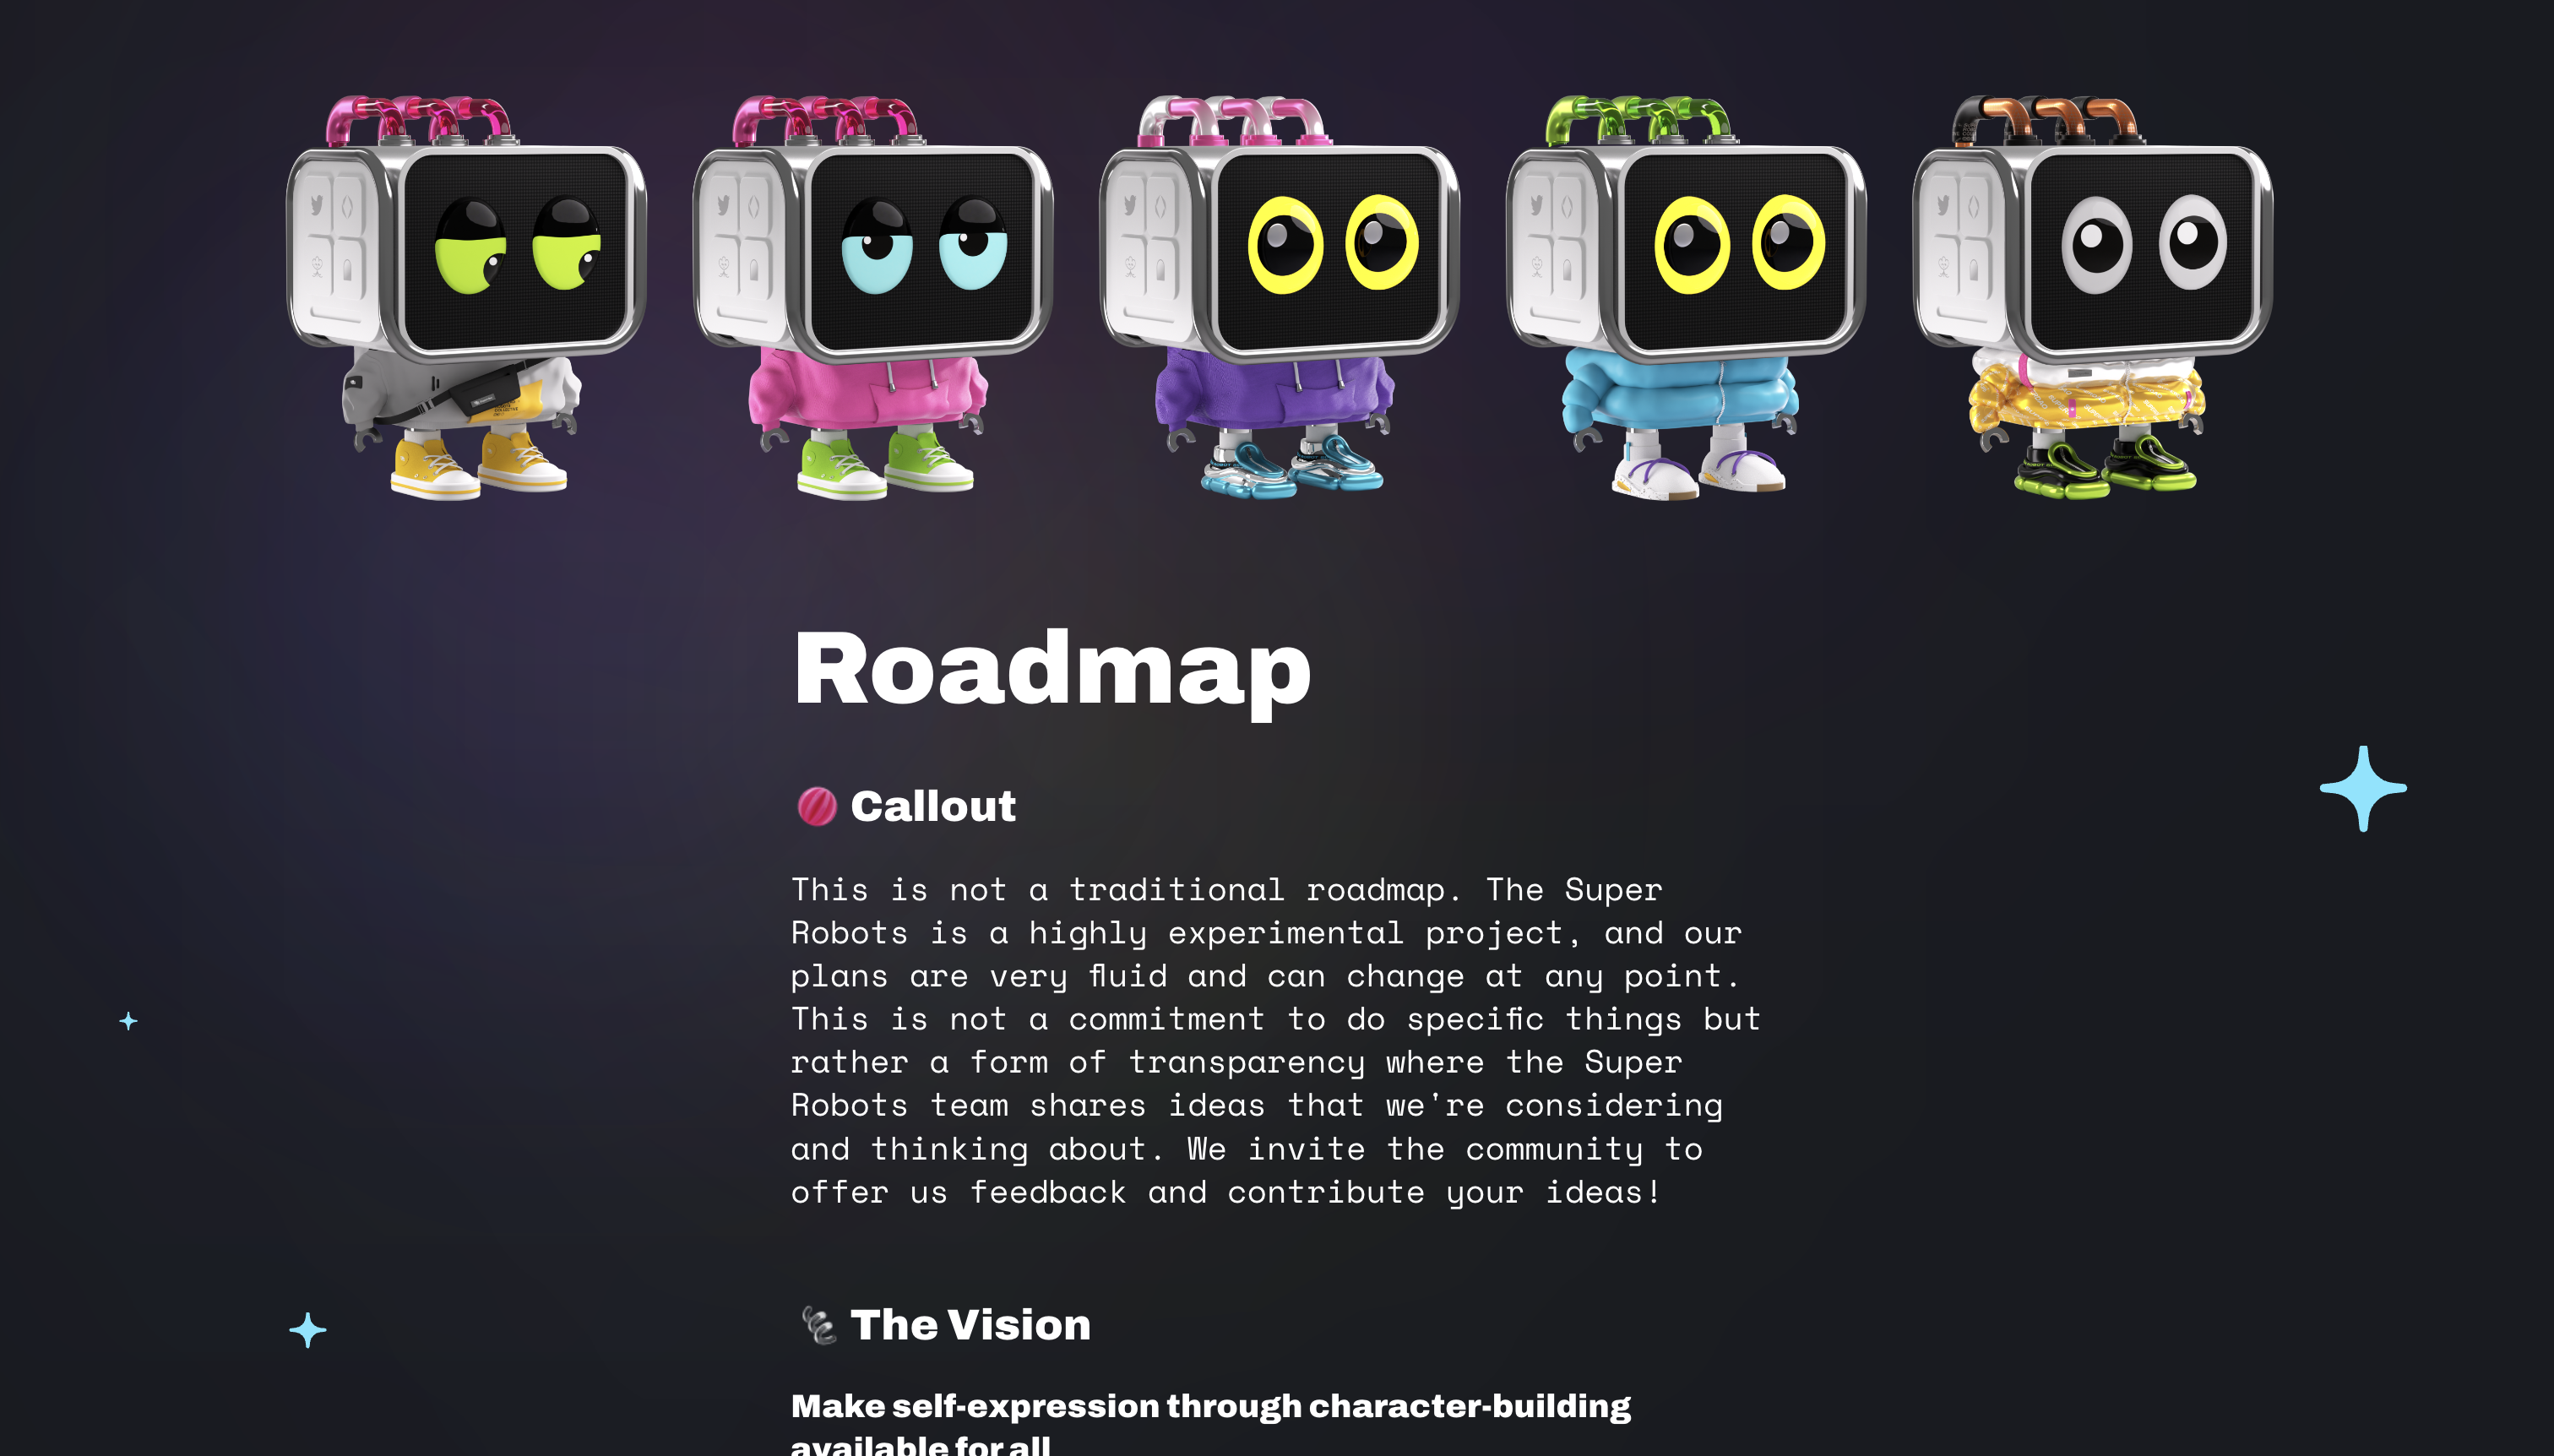 Roadmap
Callout
This is not a traditional roadmap. The Super
Robots is a highly experimental project, and our
plans are very fluid and can change at any point.
This is not a commitment to do specific things but
rather a form of transparency where the Super
Robots team shares ideas that we're considering
and thinking about. We invite the community to
offer us feedback and contribute your ideas!
The Vision
Make self-expression through character-building
available for all